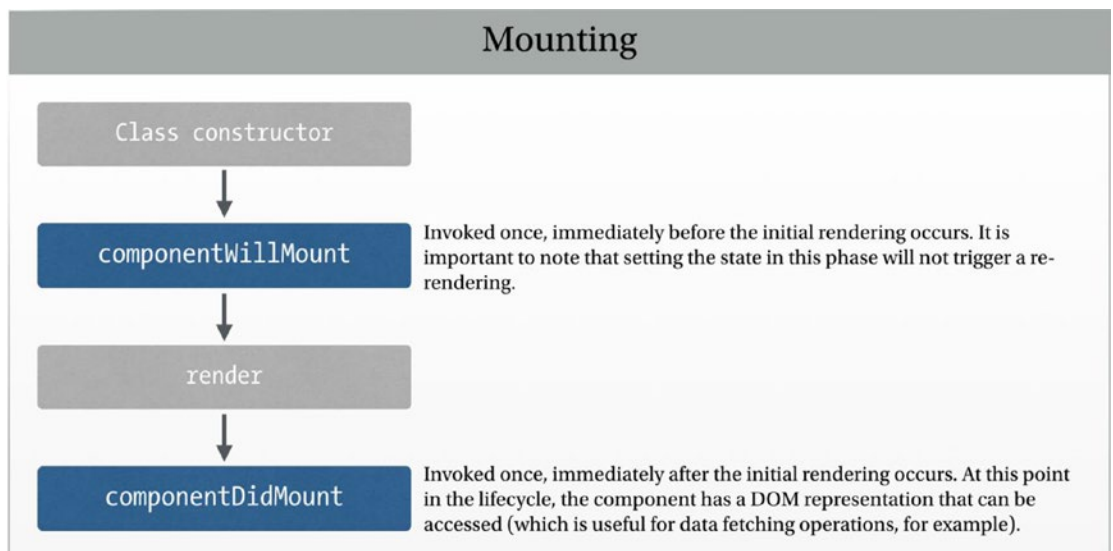 Mounting
Class constructor
componentWillMount
Invoked once, immediately before the initial rendering occurs. It is
important to note that setting the state in this phase will not trigger a re-
rendering.
render
componentDidMount
Invoked once, immediately after the initial rendering occurs. At this point
in the lifecycle, the component has a DOM representation that can be
accessed (which is useful for data fetching operations, for example).